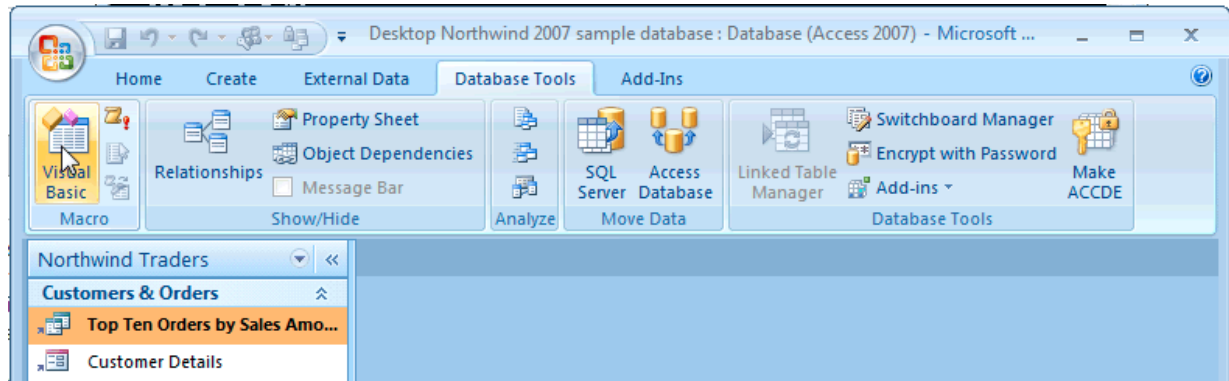 Desktop Northwind 2007 sample database : Database (Access 2007) - Microsoft ...
Home Create External Data Database Tools Add-Ins
Visual Basic
Macro
Relationships
Property Sheet
Object Dependencies
Message Bar
Show/Hide
Analyze
SQL Server
Access Database
Move Data
Linked Table Manager
Switchboard Manager
Encrypt with Password
Add-ins
Make ACCDE
Database Tools
Northwind Traders
Customers & Orders
Top Ten Orders by Sales Amo...
Customer Details